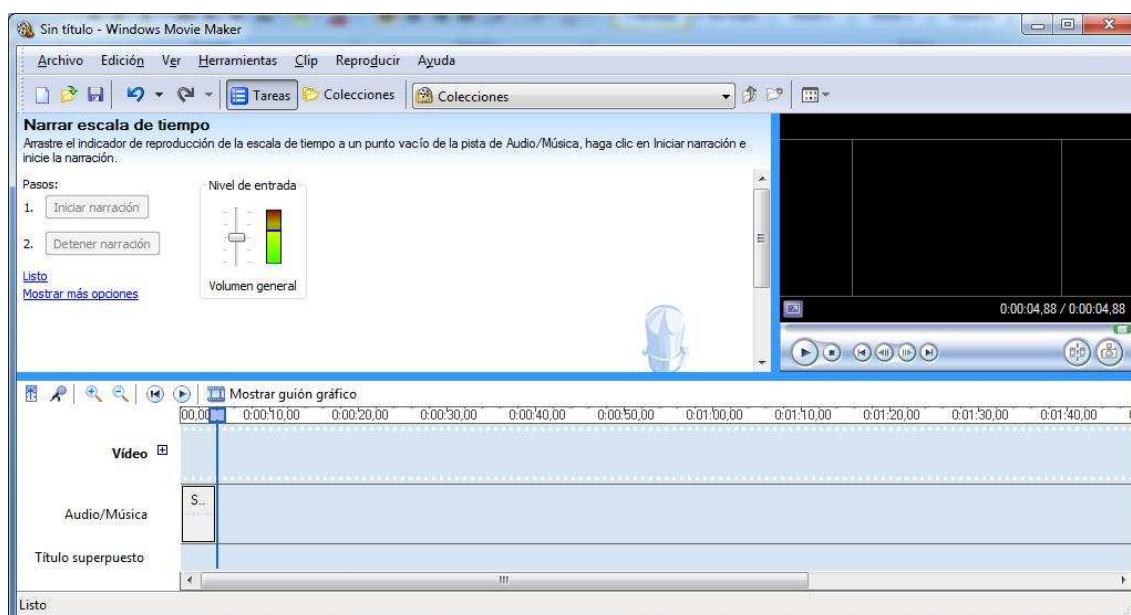 Sin título - Windows Movie Maker
Archivo Edición Ver Herramientas Clip Reproducir Ayuda
Tareas Colecciones Colecciones
Narrar escala de tiempo
Arrastre el indicador de reproducción de la escala de tiempo a un punto vacío de la pista de Audio/Música, haga clic en Iniciar narración e
inicie la narración.
Pasos:
Nivel de entrada
1. Iniciar narración
2. Detener narración
Listo
Mostrar más opciones
Volumen general
0:00:04,88 / 0:00:04,88
Mostrar guión gráfico
00,00 0:00:10,00 0:00:20,00 0:00:30,00 0:00:40,00 0:00:50,00 0:01:00,00 0:01:10,00 0:01:20,00 0:01:30,00 0:01:40,00
Vídeo
S..
Audio/Música
Título superpuesto
Listo